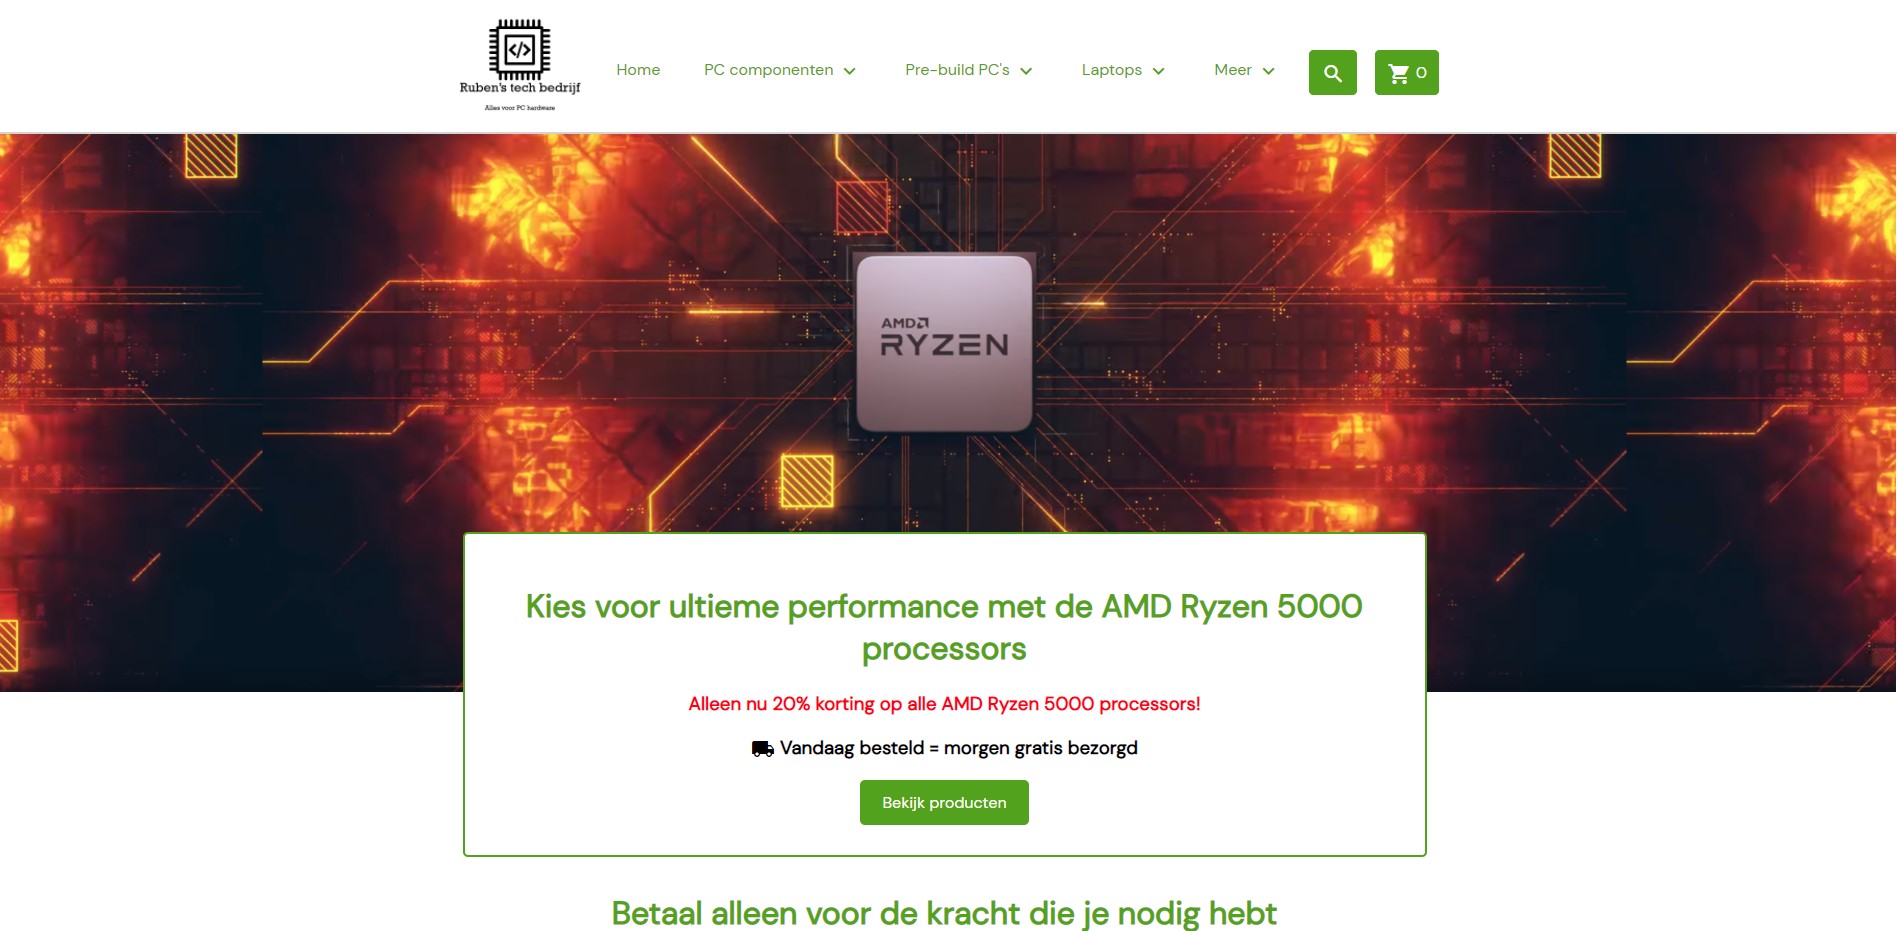 </>
Ruben's tech bedrijf
Alles voor PC hardware
Home
PC componenten
Pre-build PC's
Laptops
Meer
0
AMD
RYZEN
Kies voor ultieme performance met de AMD Ryzen 5000
processors
Alleen nu 20% korting op alle AMD Ryzen 5000 processors!
Vandaag besteld = morgen gratis bezorgd
Bekijk producten
Betaal alleen voor de kracht die je nodig hebt